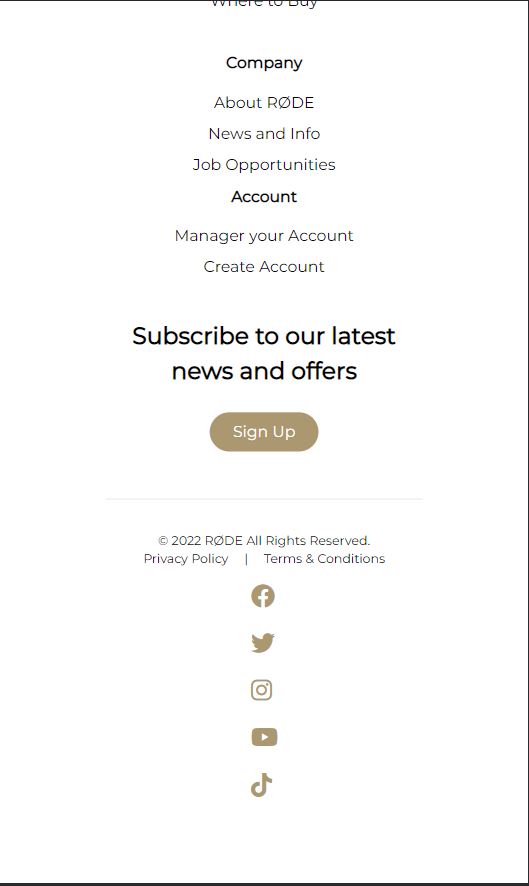 Where to Buy
Company
About RØDE
News and Info
Job Opportunities
Account
Manager your Account
Create Account
Subscribe to our latest
news and offers
Sign Up
© 2022 RØDE All Rights Reserved.
Privacy Policy | Terms & Conditions